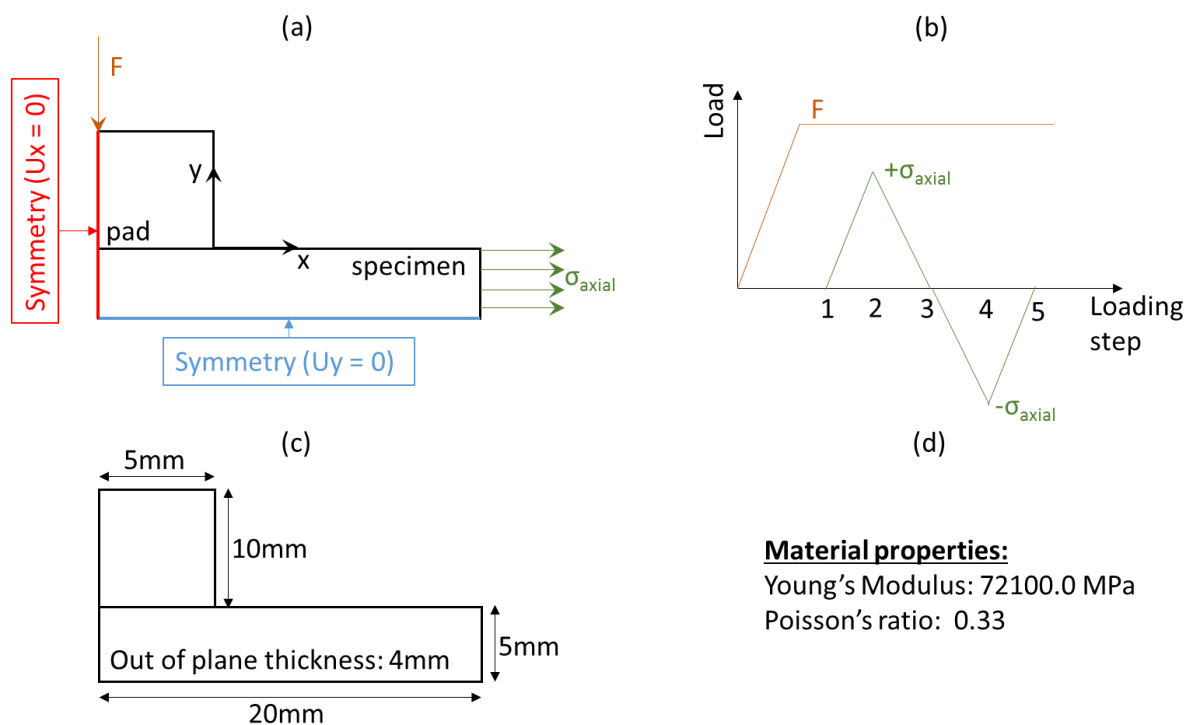 (a)
F
Symmetry (Ux = 0)
y
pad
x
specimen
σaxial
Symmetry (Uy = 0)
(b)
Load
F
+σaxial
1 2 3 4 5
Loading
step
-σaxial
(c)
5mm
10mm
Out of plane thickness: 4mm
5mm
20mm
(d)
Material properties:
Young's Modulus: 72100.0 MPa
Poisson's ratio: 0.33